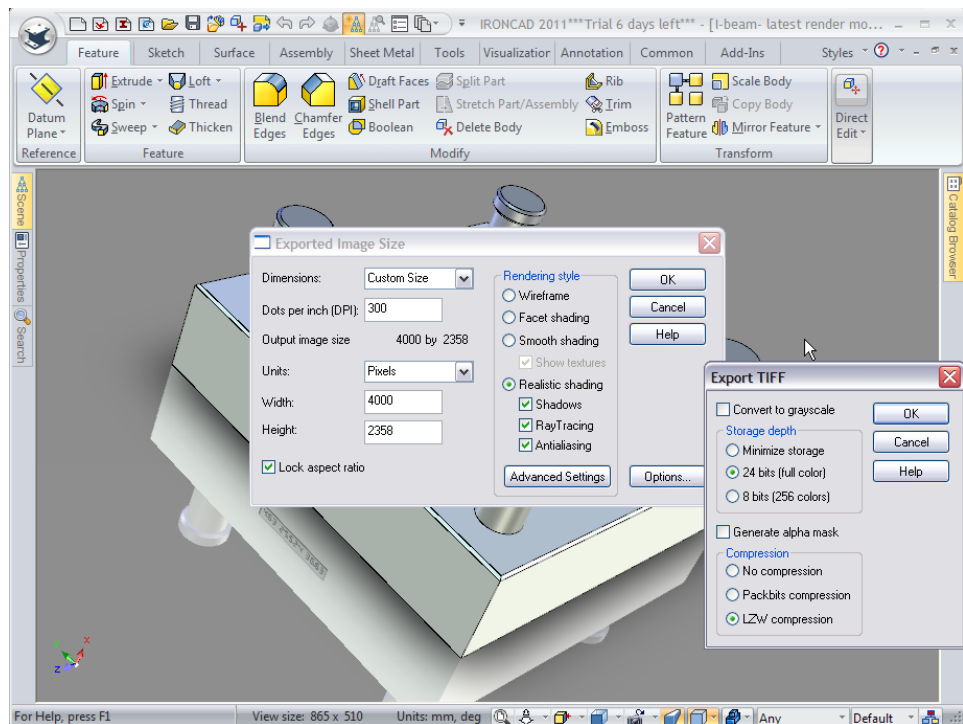 IRONCAD 2011***Trial 6 days left*** - [I-beam- latest render mo...
Feature Sketch Surface Assembly Sheet Metal Tools Visualization Annotation Common Add-Ins Styles
Datum Plane
Reference
Extrude Loft
Spin Thread
Sweep Thicken
Feature
Blend Edges
Chamfer Edges
Draft Faces Split Part Rib
Shell Part Stretch Part/Assembly Trim
Boolean Delete Body Emboss
Modify
Pattern Feature
Scale Body
Copy Body
Mirror Feature
Transform
Direct Edit
Scene
Properties
Search
Catalog Browser
Exported Image Size
Dimensions: Custom Size
Dots per inch (DPI): 300
Output image size 4000 by 2358
Units: Pixels
Width: 4000
Height: 2358
Lock aspect ratio
Rendering style
Wireframe
Facet shading
Smooth shading
Show textures
Realistic shading
Shadows
RayTracing
Antialiasing
Advanced Settings
OK
Cancel
Help
Options...
Export TIFF
Convert to grayscale
Storage depth
Minimize storage
24 bits (full color)
8 bits (256 colors)
Generate alpha mask
Compression
No compression
Packbits compression
LZW compression
OK
Cancel
Help
X
Z
For Help, press F1 View size: 865 x 510 Units: mm, deg Any Default